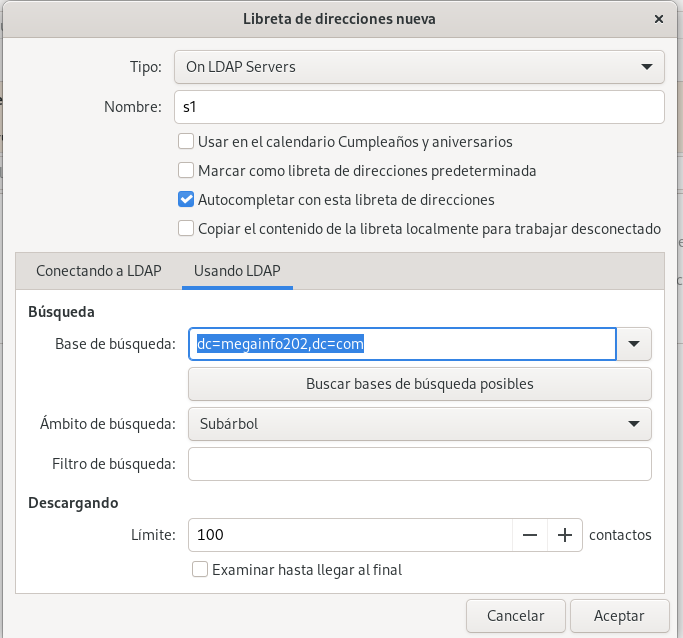 Libreta de direcciones nueva
Tipo: On LDAP Servers
Nombre: s1
Usar en el calendario Cumpleaños y aniversarios
Marcar como libreta de direcciones predeterminada
Autocompletar con esta libreta de direcciones
Copiar el contenido de la libreta localmente para trabajar desconectado
Conectando a LDAP Usando LDAP
Búsqueda
Base de búsqueda: dc=megainfo202,dc=com
Buscar bases de búsqueda posibles
Ámbito de búsqueda: Subárbol
Filtro de búsqueda:
Descargando
Límite: 100 contactos
Examinar hasta llegar al final
Cancelar Aceptar